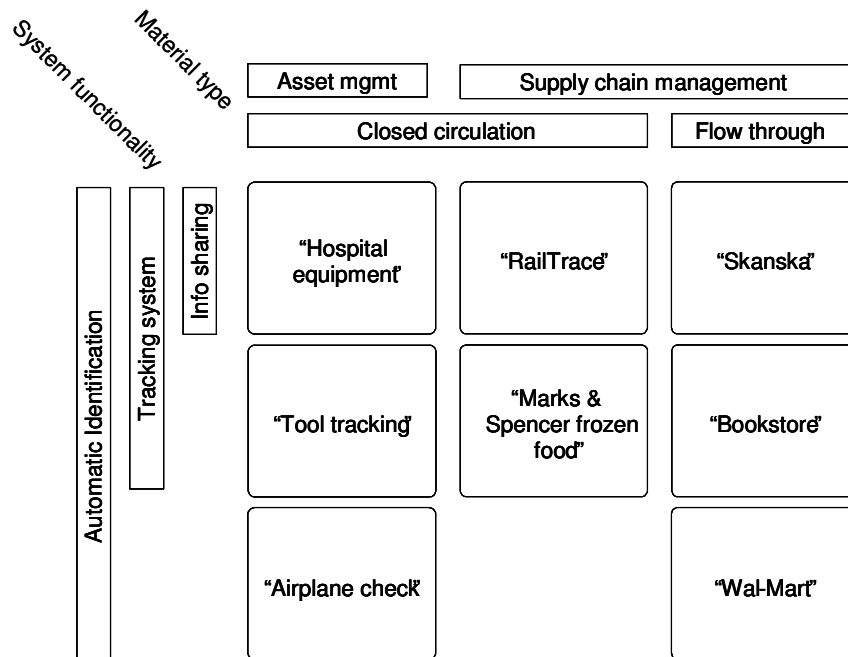 System functionality
Material type
Asset mgmt
Supply chain management
Closed circulation
Flow through
Automatic Identification
Tracking system
Info sharing
“Hospital
equipment”
“RailTrace”
“Skanska”
“Tool tracking”
“Marks &
Spencer frozen
food”
“Bookstore”
“Airplane check”
“Wal-Mart”